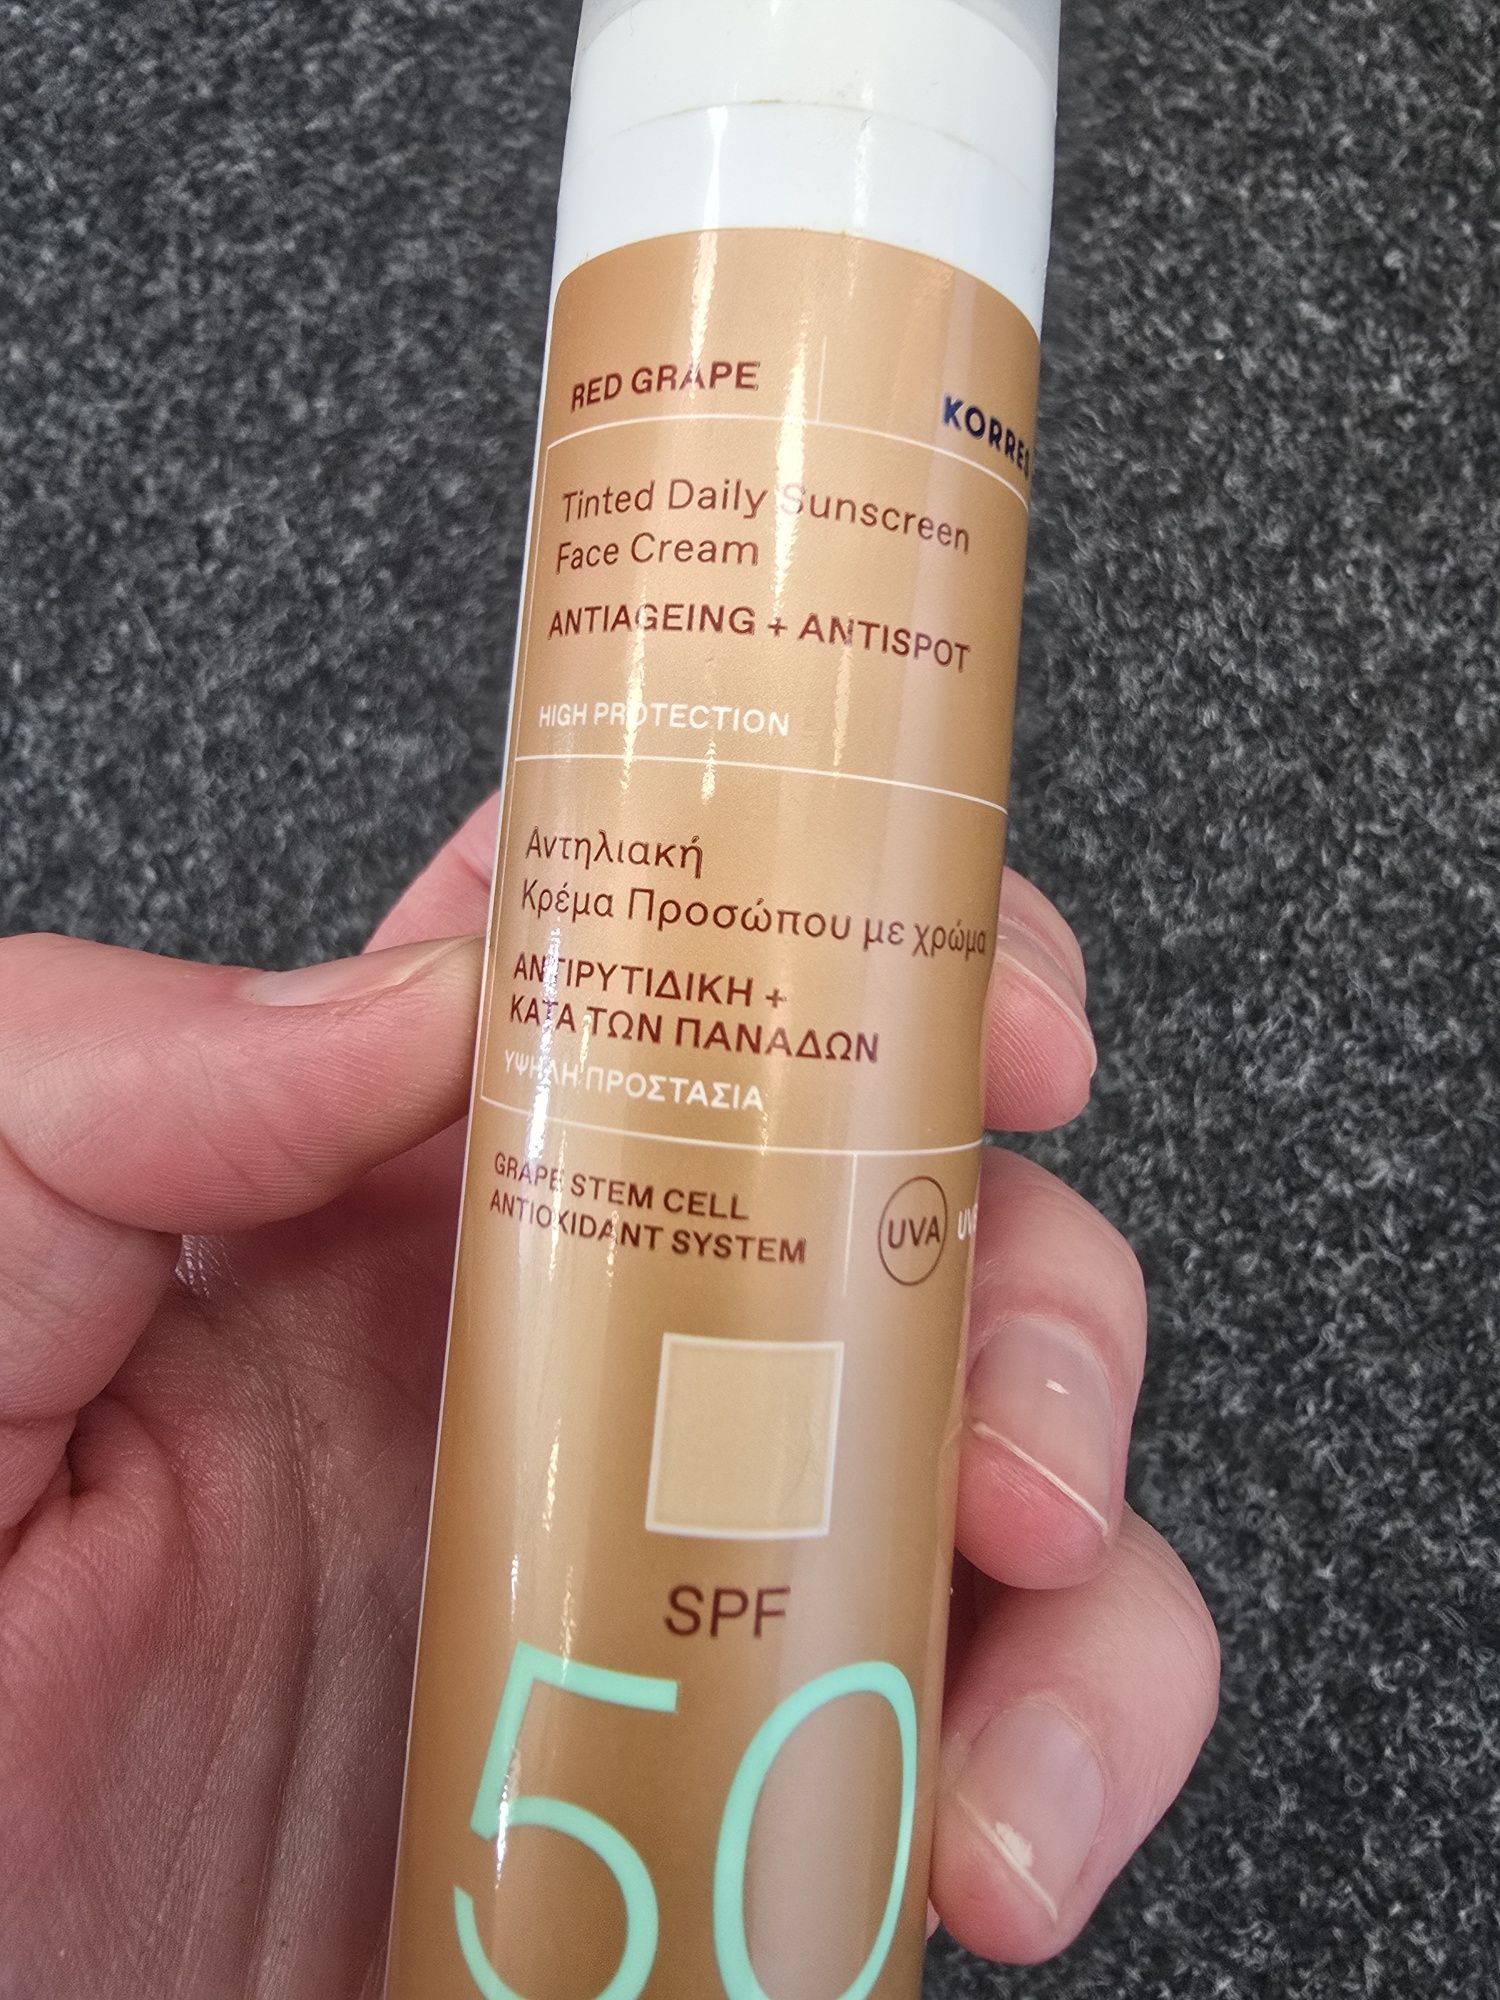 RED GRAPE
KORRES
Tinted Daily Sunscreen
Face Cream
ANTIAGEING + ANTISPOT
HIGH PROTECTION
Αντηλιακή
Κρέμα Προσώπου με χρώμα
ΑΝΤΙΡΥΤΙΔΙΚΗ +
ΚΑΤΑ ΤΩΝ ΠΑΝΑΔΩΝ
ΥΨΗΛΗ ΠΡΟΣΤΑΣΙΑ
GRAPE STEM CELL
ANTIOXIDANT SYSTEM
UVA
SPF
50